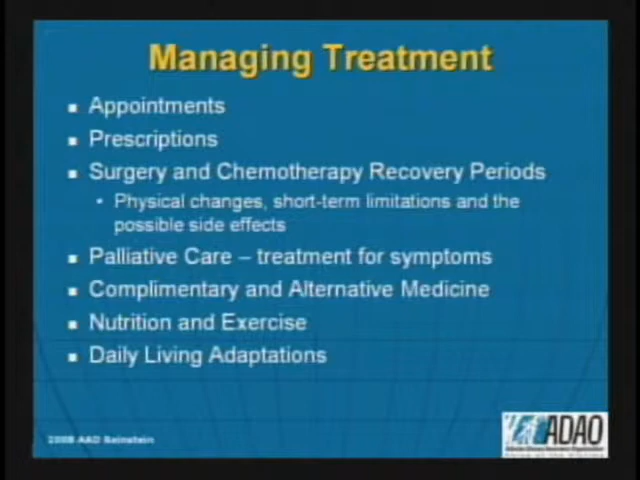 Managing Treatment
Appointments
Prescriptions
Surgery and Chemotherapy Recovery Periods
Physical changes, short-term limitations and the
possible side effects
Palliative Care – treatment for symptoms
Complimentary and Alternative Medicine
Nutrition and Exercise
Daily Living Adaptations
2008 AAD Reinstein
ADAO